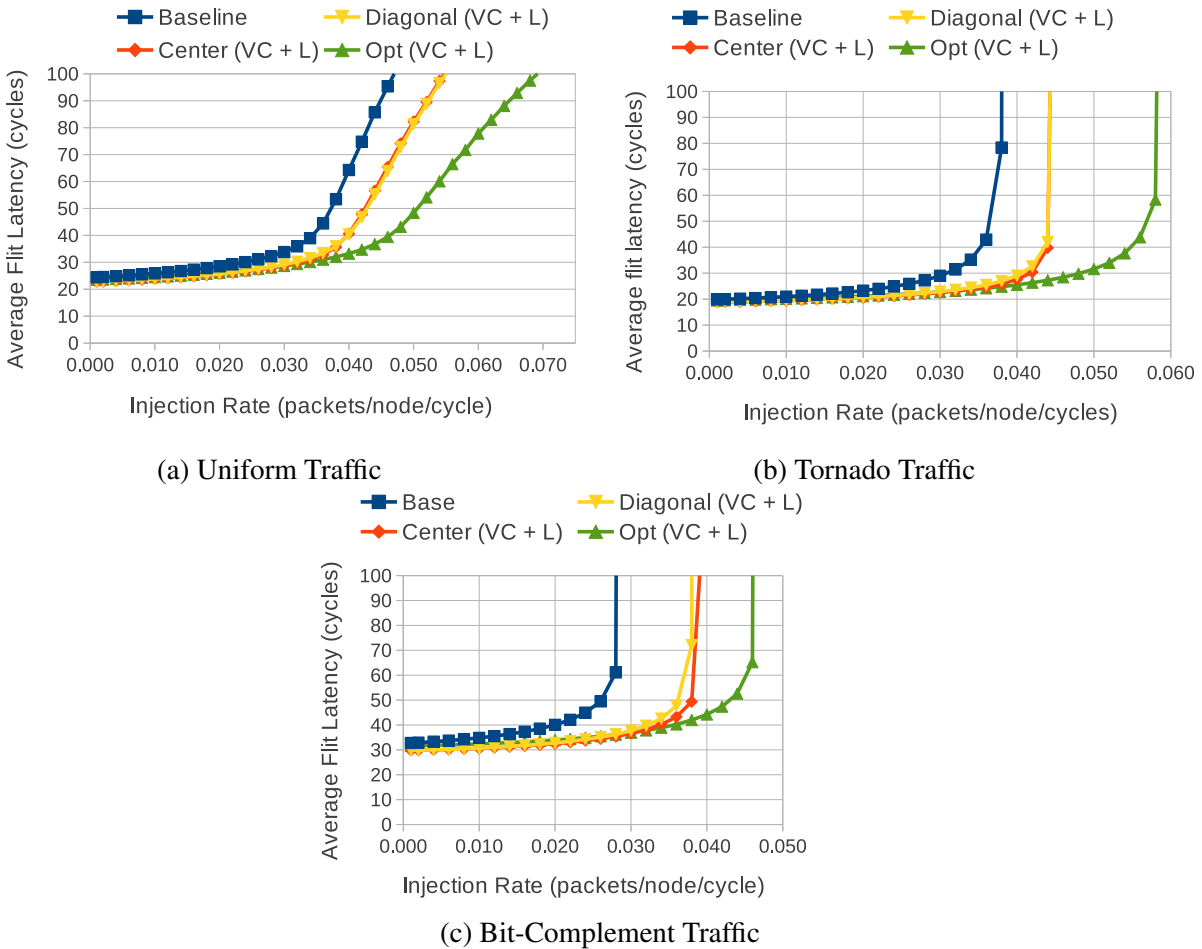 Baseline
Diagonal (VC + L)
Center (VC + L)
Opt (VC + L)
Average Flit Latency (cycles)
100
90
80
70
60
50
40
30
20
10
0
0.000 0.010 0.020 0.030 0.040 0.050 0.060 0.070
Injection Rate (packets/node/cycle)
(a) Uniform Traffic
Baseline
Diagonal (VC + L)
Center (VC + L)
Opt (VC + L)
Average flit latency (cycles)
100
90
80
70
60
50
40
30
20
10
0
0.000 0.010 0.020 0.030 0.040 0.050 0.060
Injection Rate (packets/node/cycles)
(b) Tornado Traffic
Base
Diagonal (VC + L)
Center (VC + L)
Opt (VC + L)
Average Flit Latency (cycles)
100
90
80
70
60
50
40
30
20
10
0
0.000 0.010 0.020 0.030 0.040 0.050
Injection Rate (packets/node/cycle)
(c) Bit-Complement Traffic